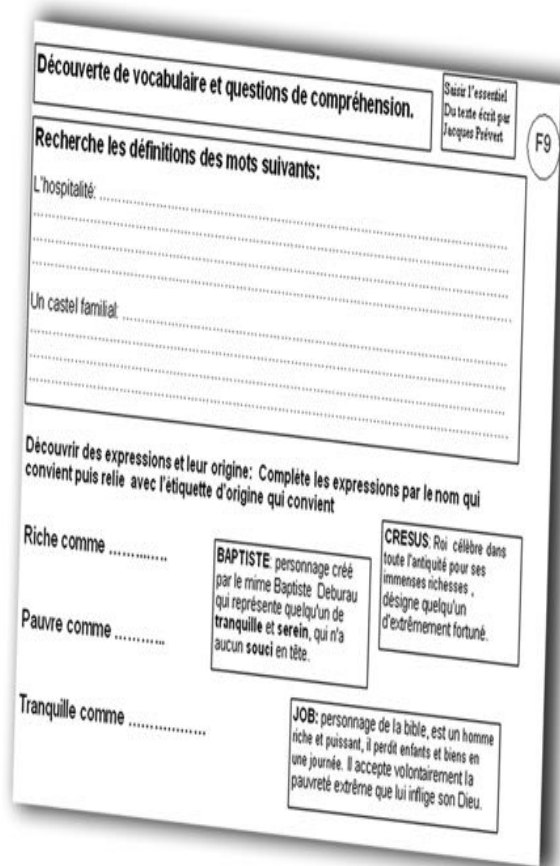 Découverte de vocabulaire et questions de compréhension.
Saisir l'essentiel
Du texte écrit par
Jacques Prévert
F9
Recherche les définitions des mots suivants:
L'hospitalité: ........................................
........................................
........................................
........................................
Un castel familial: ........................................
........................................
........................................
........................................
Découvrir des expressions et leur origine: Complète les expressions par le nom qui
convient puis relie avec l'étiquette d'origine qui convient
Riche comme ..............
BAPTISTE: personnage créé
par le mime Baptiste Deburau
qui représente quelqu'un de
tranquille et serein, qui n'a
aucun souci en tête.
CRESUS: Roi célèbre dans
toute l'antiquité pour ses
immenses richesses ,
désigne quelqu'un
d'extrêmement fortuné.
Pauvre comme ............
Tranquille comme ..................
JOB: personnage de la bible, est un homme
riche et puissant, il perdit enfants et biens en
une journée. Il accepte volontairement la
pauvreté extrême que lui inflige son Dieu.